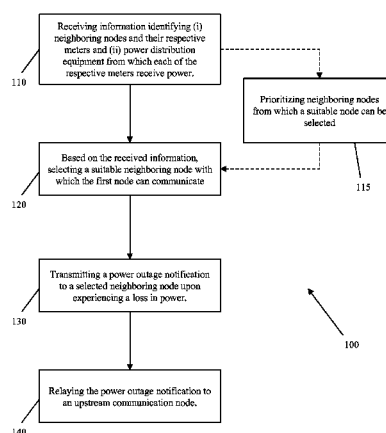 Receiving information identifying (i)
neighboring nodes and their respective
meters and (ii) power distribution
equipment from which each of the
respective meters receive power.
110
Prioritizing neighboring nodes
from which a suitable node can be
selected
115
Based on the received information,
selecting a suitable neighboring node with
which the first node can communicate
120
Transmitting a power outage notification
to a selected neighboring node upon
experiencing a loss in power.
130
100
Relaying the power outage notification to
an upstream communication node.
140